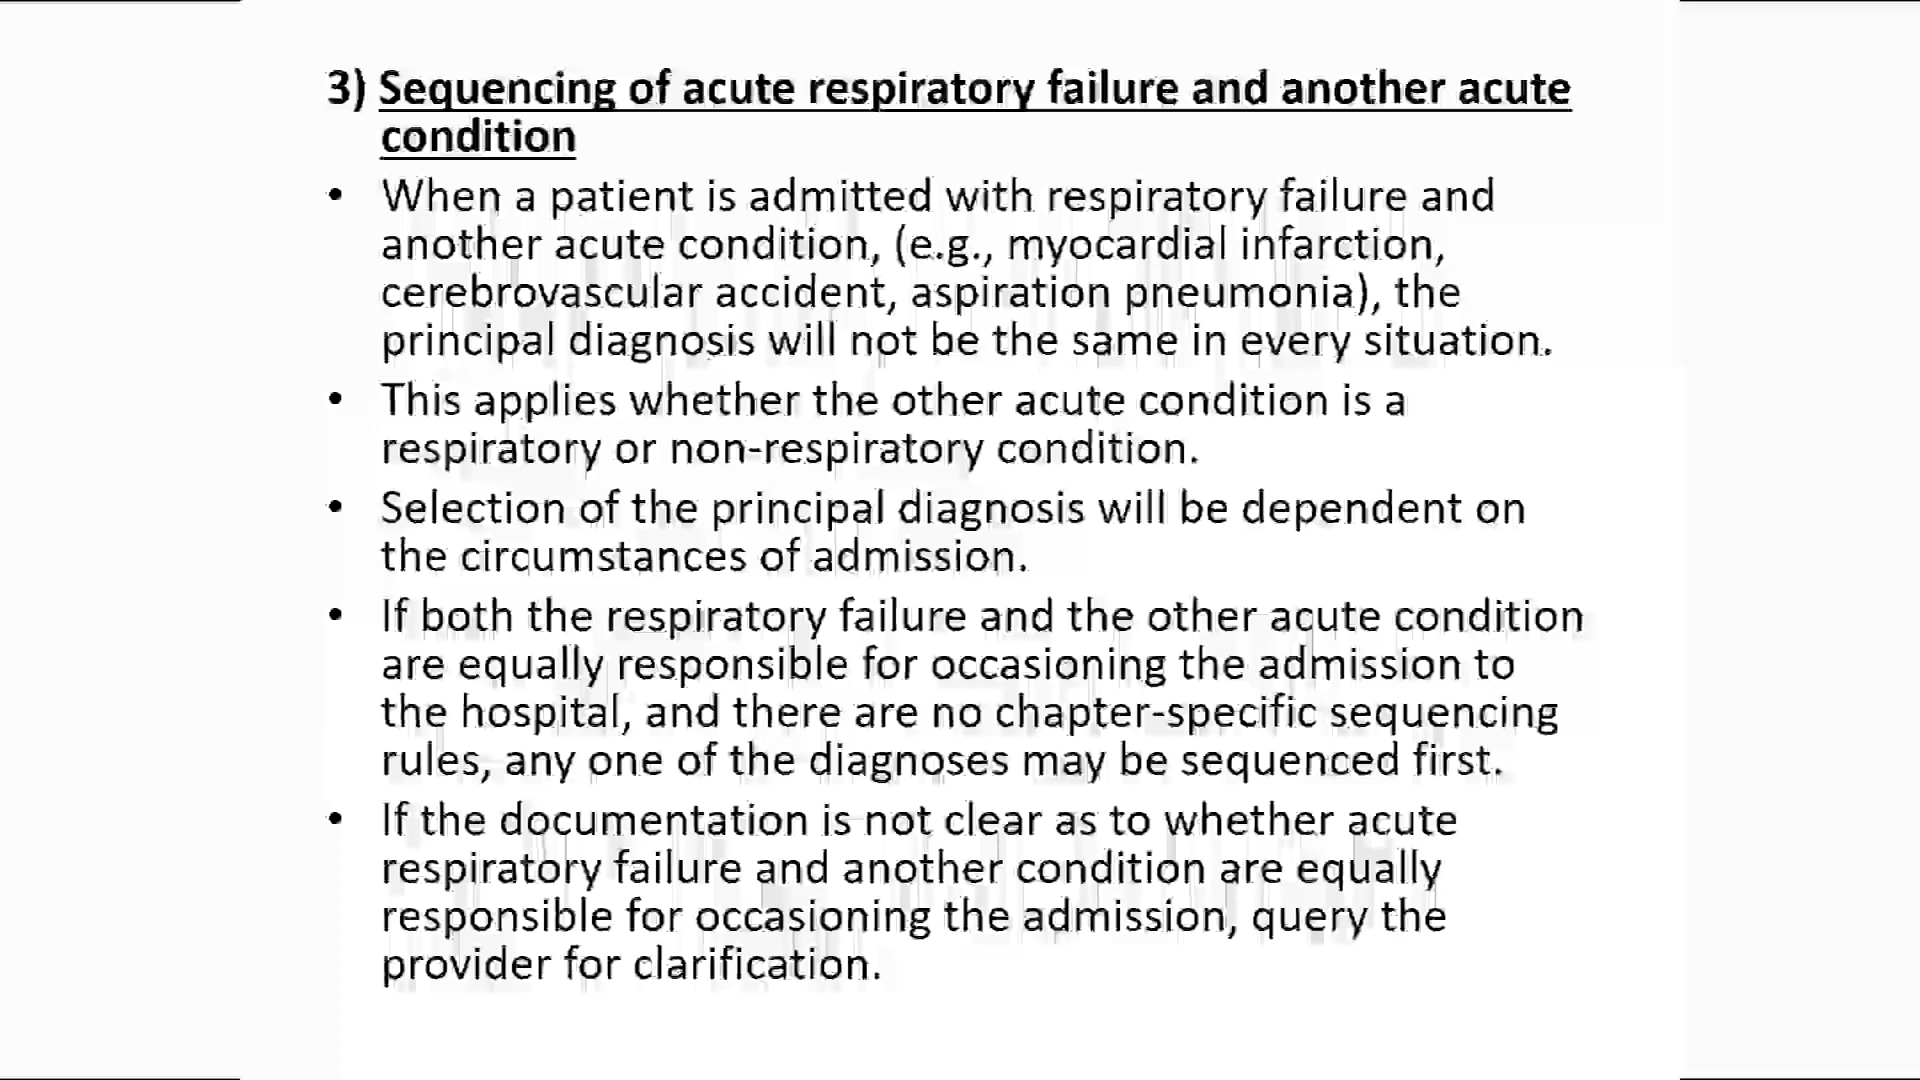 3) Sequencing of acute respiratory failure and another acute
condition
• When a patient is admitted with respiratory failure and
another acute condition, (e.g., myocardial infarction,
cerebrovascular accident, aspiration pneumonia), the
principal diagnosis will not be the same in every situation.
• This applies whether the other acute condition is a
respiratory or non-respiratory condition.
• Selection of the principal diagnosis will be dependent on
the circumstances of admission.
• If both the respiratory failure and the other acute condition
are equally responsible for occasioning the admission to
the hospital, and there are no chapter-specific sequencing
rules, any one of the diagnoses may be sequenced first.
• If the documentation is not clear as to whether acute
respiratory failure and another condition are equally
responsible for occasioning the admission, query the
provider for clarification.